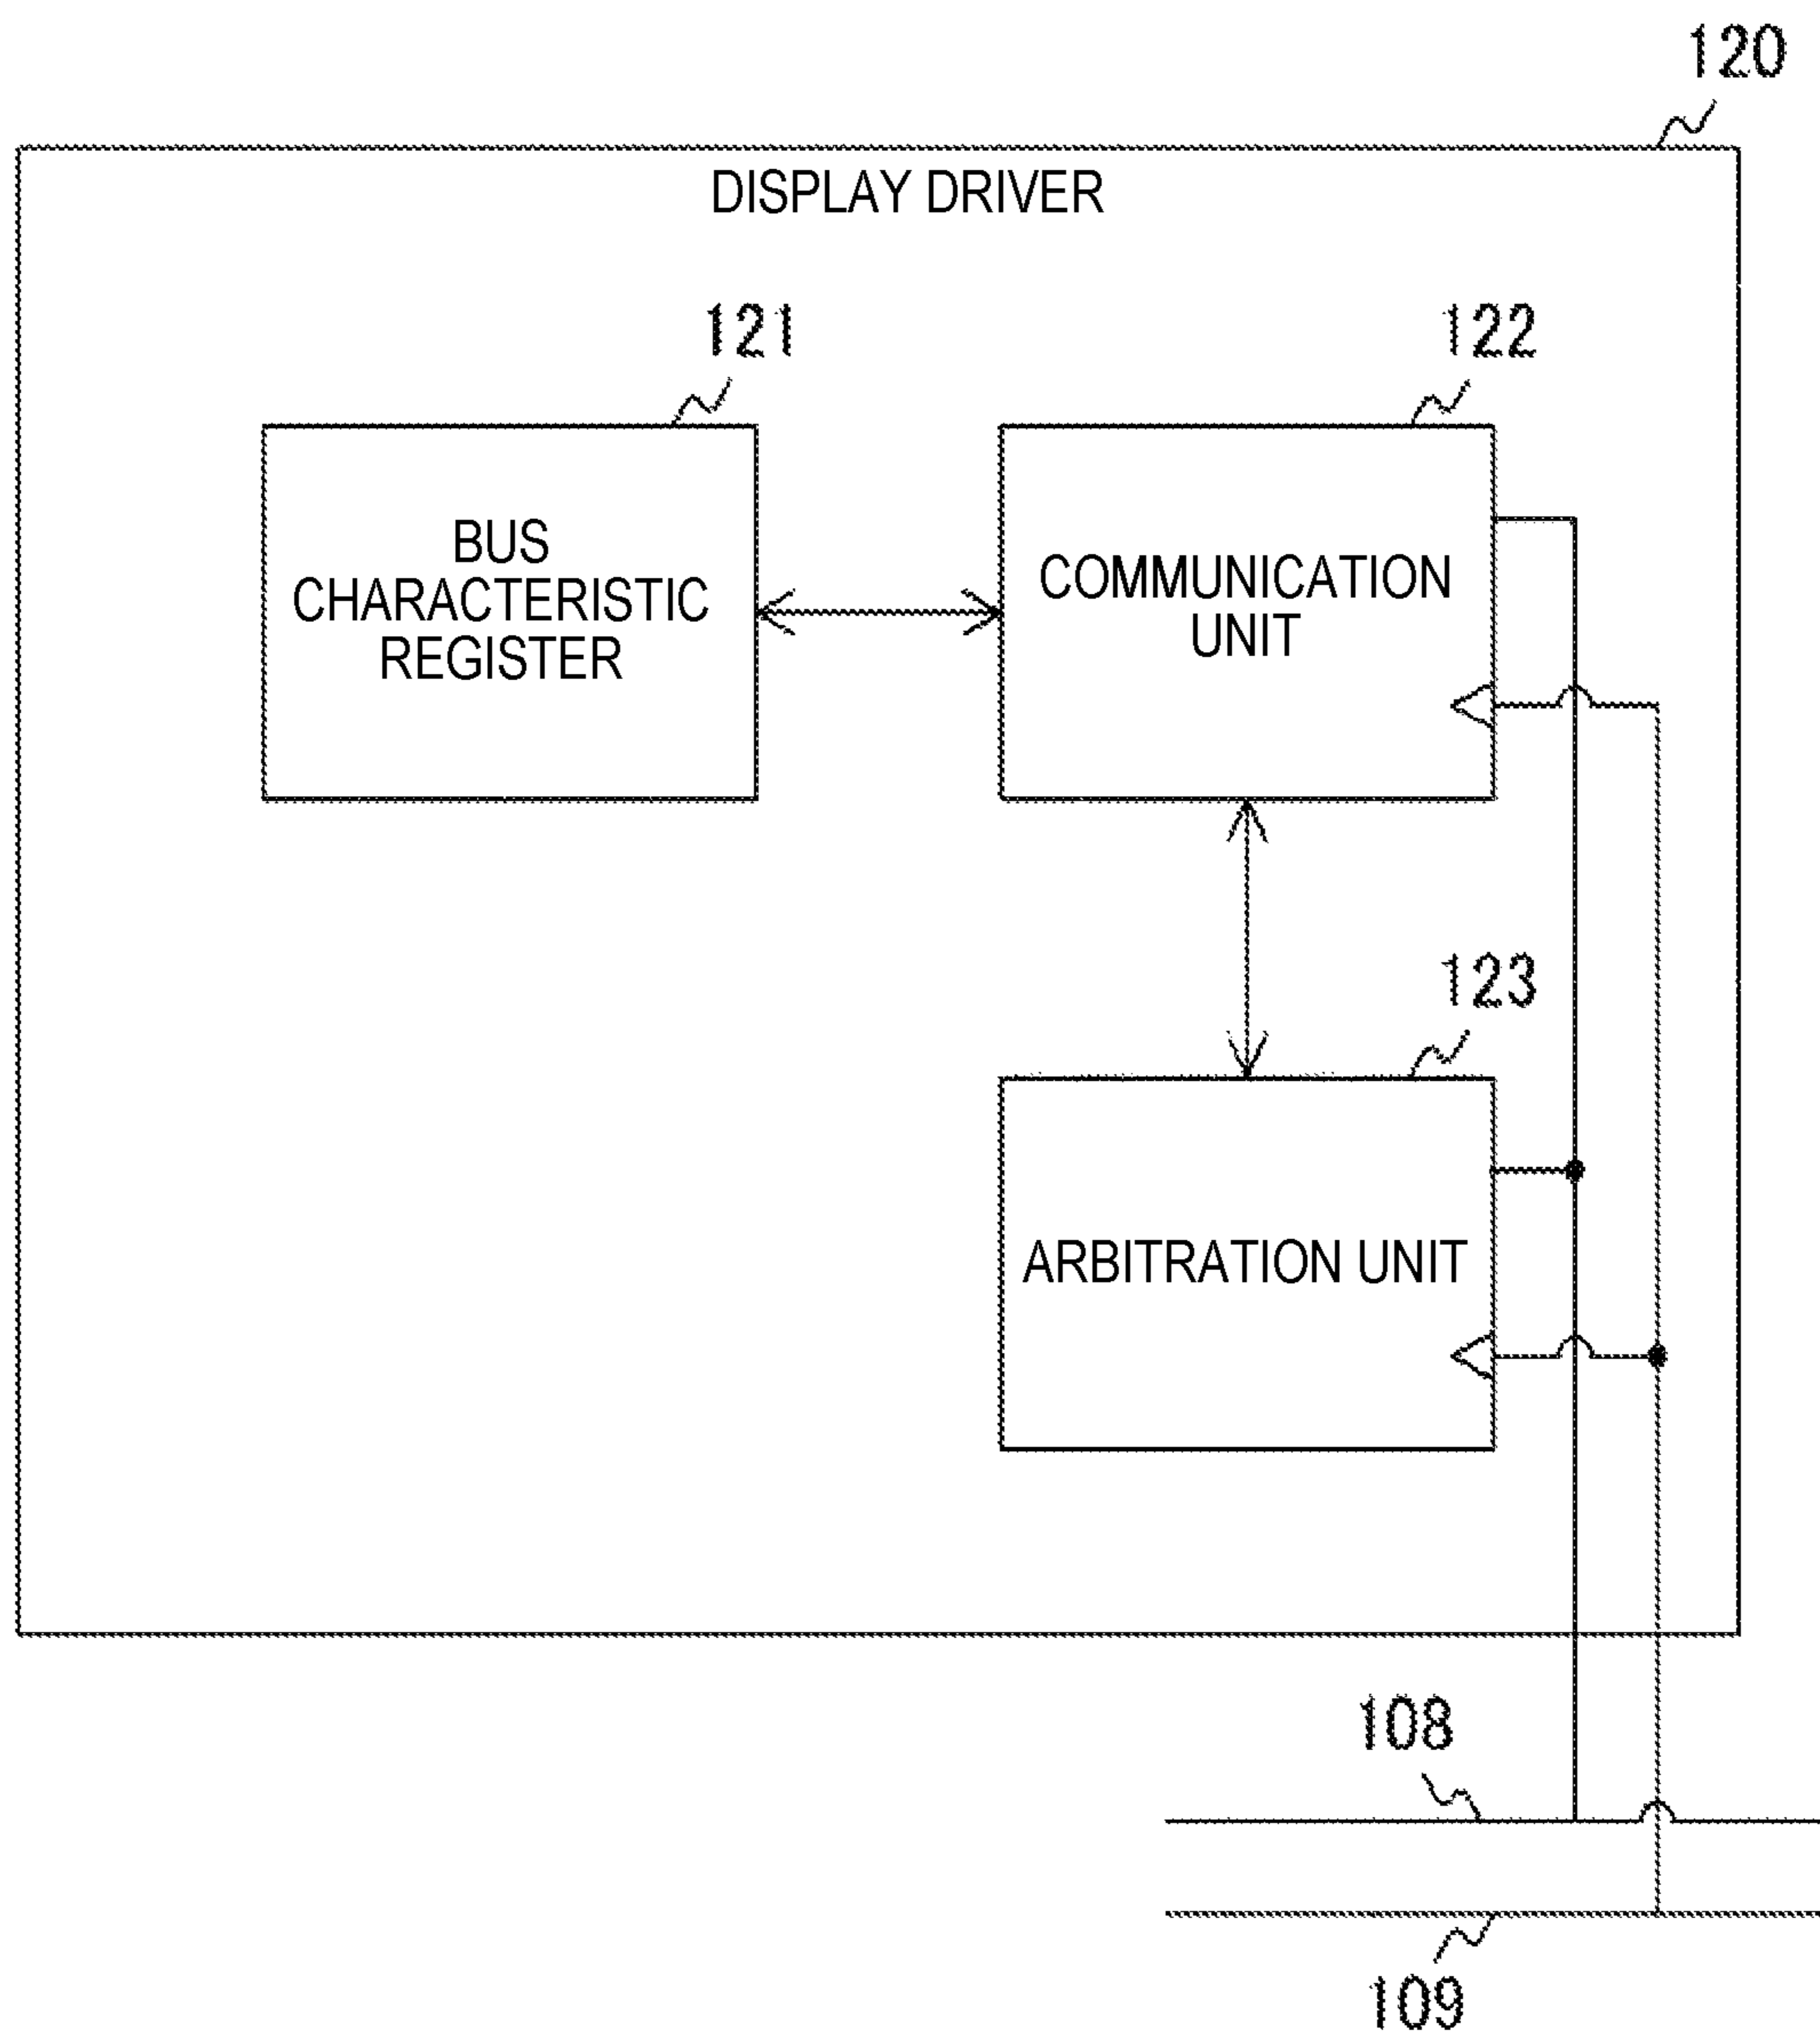 120
DISPLAY DRIVER
121
122
BUS
CHARACTERISTIC
REGISTER
COMMUNICATION
UNIT
123
ARBITRATION UNIT
108
109